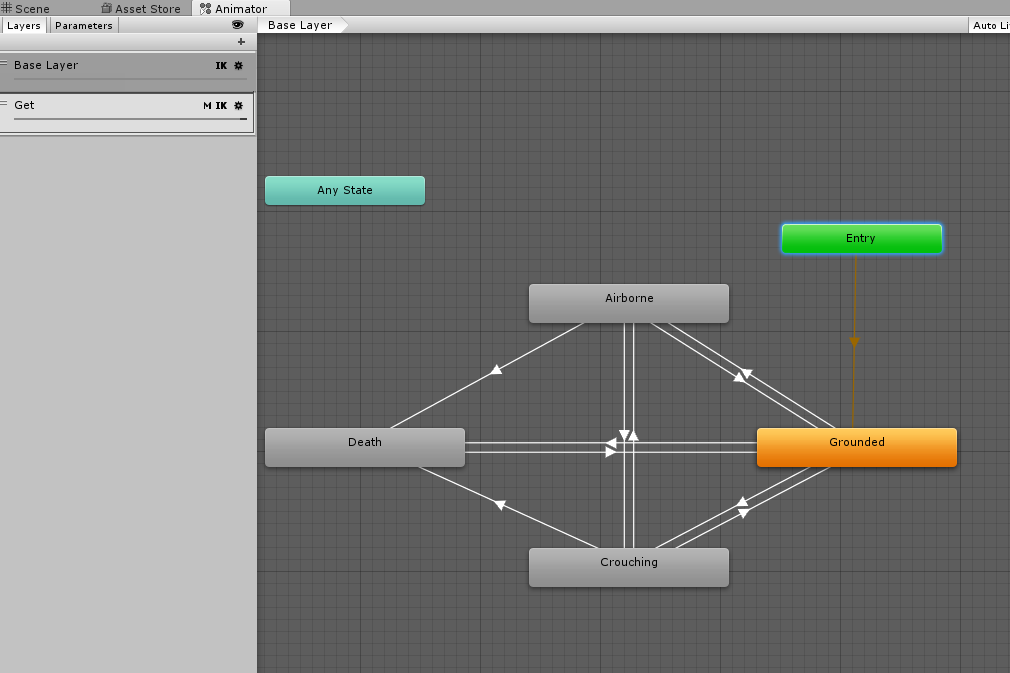 Scene
Asset Store
Animator
Layers
Parameters
Base Layer
Base Layer
IK
Get
M IK
Any State
Entry
Airborne
Death
Grounded
Crouching